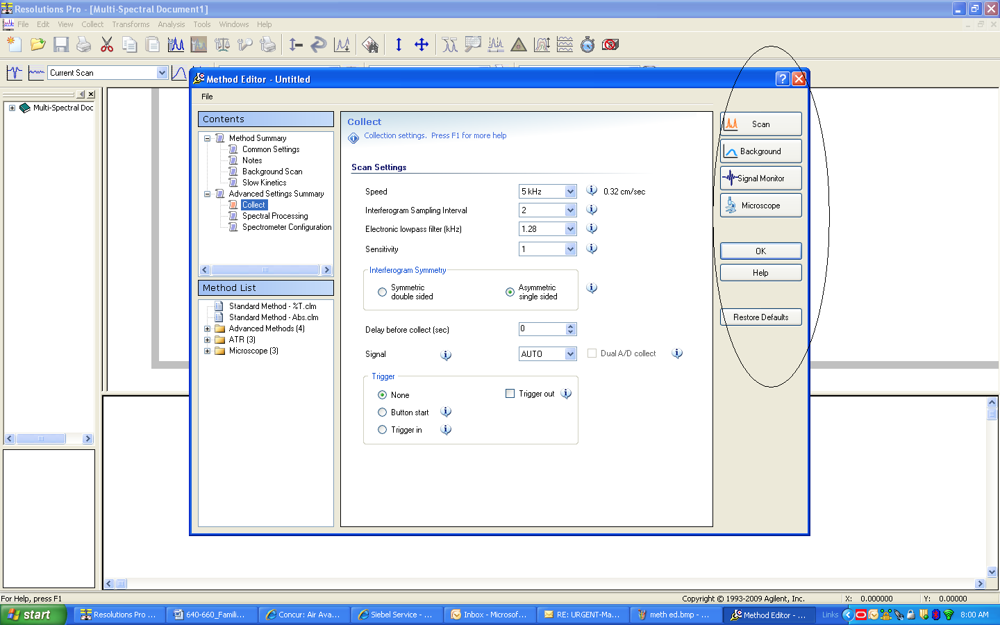 Resolutions Pro - [Multi-Spectral Document1]
File Edit View Collect Transforms Analysis Tools Windows Help
Current Scan
Multi-Spectral Doc
Method Editor - Untitled
File
Contents
Method Summary
Common Settings
Notes
Background Scan
Slow Kinetics
Advanced Settings Summary
Collect
Spectral Processing
Spectrometer Configuration
Method List
Standard Method - %T.clm
Standard Method - Abs.clm
Advanced Methods (4)
ATR (3)
Microscope (3)
Collect
Collection settings. Press F1 for more help
Scan Settings
Speed 5 kHz 0.32 cm/sec
Interferogram Sampling Interval 2
Electronic lowpass filter (kHz) 1.28
Sensitivity 1
Interferogram Symmetry
Symmetric double sided
Asymmetric single sided
Delay before collect (sec) 0
Signal AUTO Dual A/D collect
Trigger
None Trigger out
Button start
Trigger in
Scan
Background
Signal Monitor
Microscope
OK
Help
Restore Defaults
For Help, press F1
Copyright © 1993-2009 Agilent, Inc. X: 0.000000 Y: 0.00000
start Resolutions Pro ... 640-660_Famili... Concur: Air Ava... Siebel Service - ... Inbox - Microsof... RE: URGENT-Ma... meth ed.bmp - ... Method Editor - ... Links 8:00 AM